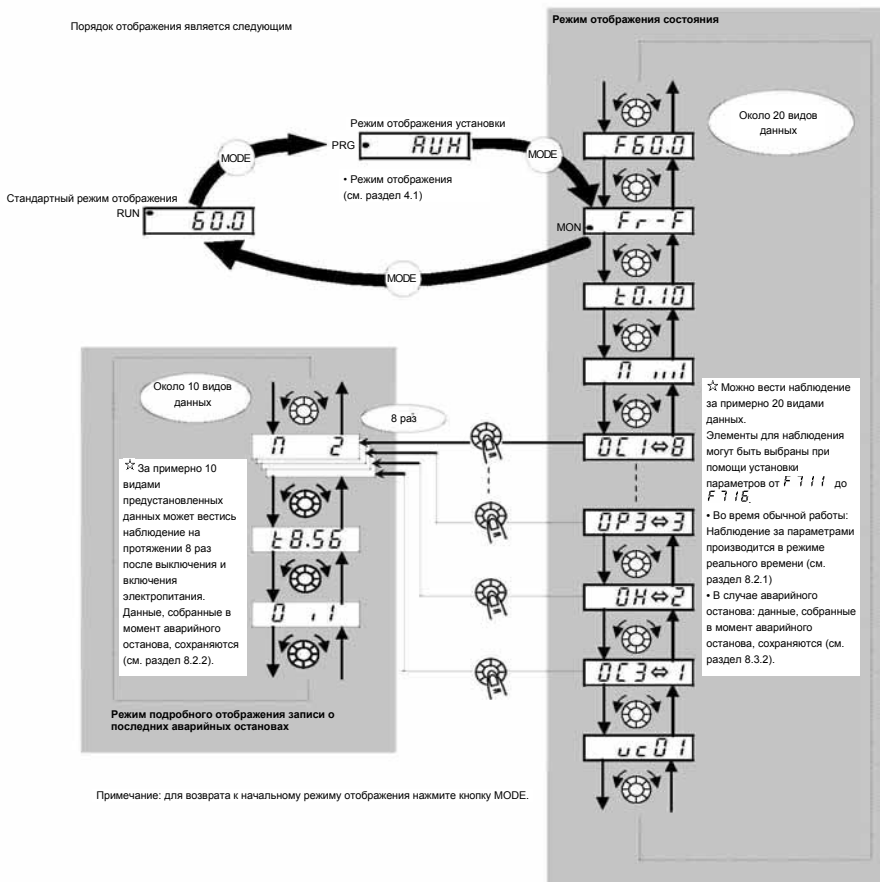 Порядок отображения является следующим
Режим отображения состояния
Около 20 видов
данных
Режим отображения установки
PRG
AUH
MODE
MODE
• Режим отображения
(см. раздел 4.1)
Стандартный режим отображения
RUN
60.0
MODE
F60.0
MON
Fr-F
t0.10
OC1⇔8
OP3⇔3
OH⇔2
OC3⇔1
uc01
☆ Можно вести наблюдение
за примерно 20 видами
данных.
Элементы для наблюдения
могут быть выбраны при
помощи установки
параметров от F711 до
F716.
• Во время обычной работы:
Наблюдение за параметрами
производится в режиме
реального времени (см.
раздел 8.2.1)
• В случае аварийного
останова: данные, собранные
в момент аварийного
останова, сохраняются (см.
раздел 8.3.2).
Около 10 видов
данных
8 раз
П 2
t8.56
☆ За примерно 10
видами
предустановленных
данных может вестись
наблюдение на
протяжении 8 раз
после выключения и
включения
электропитания.
Данные, собранные в
момент аварийного
останова, сохраняются
(см. раздел 8.2.2).
Режим подробного отображения записи о
последних аварийных остановах
Примечание: для возврата к начальному режиму отображения нажмите кнопку MODE.